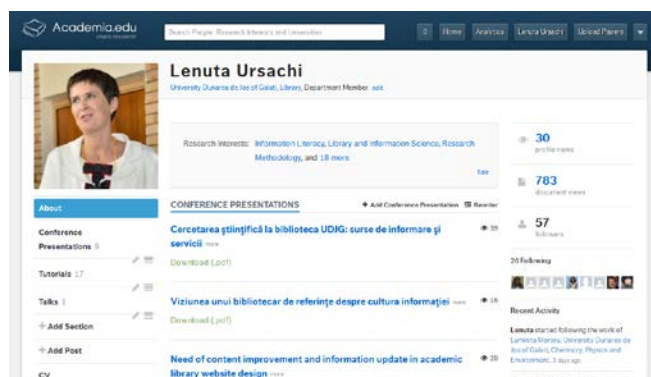 Academia.edu
Search People, Research Interests and Universities
0 Home Analytics Lenuta Ursachi Upload Papers
Lenuta Ursachi
University Dunarea de Jos of Galati, Library, Department Member edit
Research Interests: Information Literacy, Library and Information Science, Research
Methodology, and 18 more
Edit
30
profile views
783
document views
57
followers
About
Conference
Presentations 9
Tutorials 17
Talks
+ Add Section
+ Add Post
CV
CONFERENCE PRESENTATIONS + Add Conference Presentation Reorder
Cercetarea ştiinţifică la biblioteca UDJG: surse de informare şi 39
servicii more
Download (.pdf)
Viziunea unui bibliotecar de referinţe despre cultura informaţiei more 16
Download (.pdf)
Need of content improvement and information update in academic 20
library website design more
26 Following
Recent Activity
Lenuta started following the work of
University Dunarea de
Jos of Galati, Chemistry, Physics and
Environment. 3 days ago